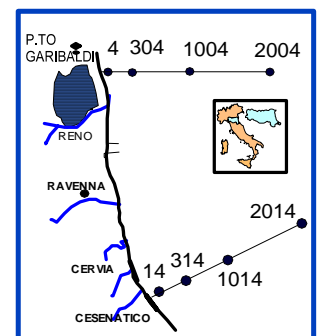 P.TO
GARIBALDI
4 304 1004 2004
RENO
RAVENNA
2014
314
CERVIA
14
1014
CESENATICO